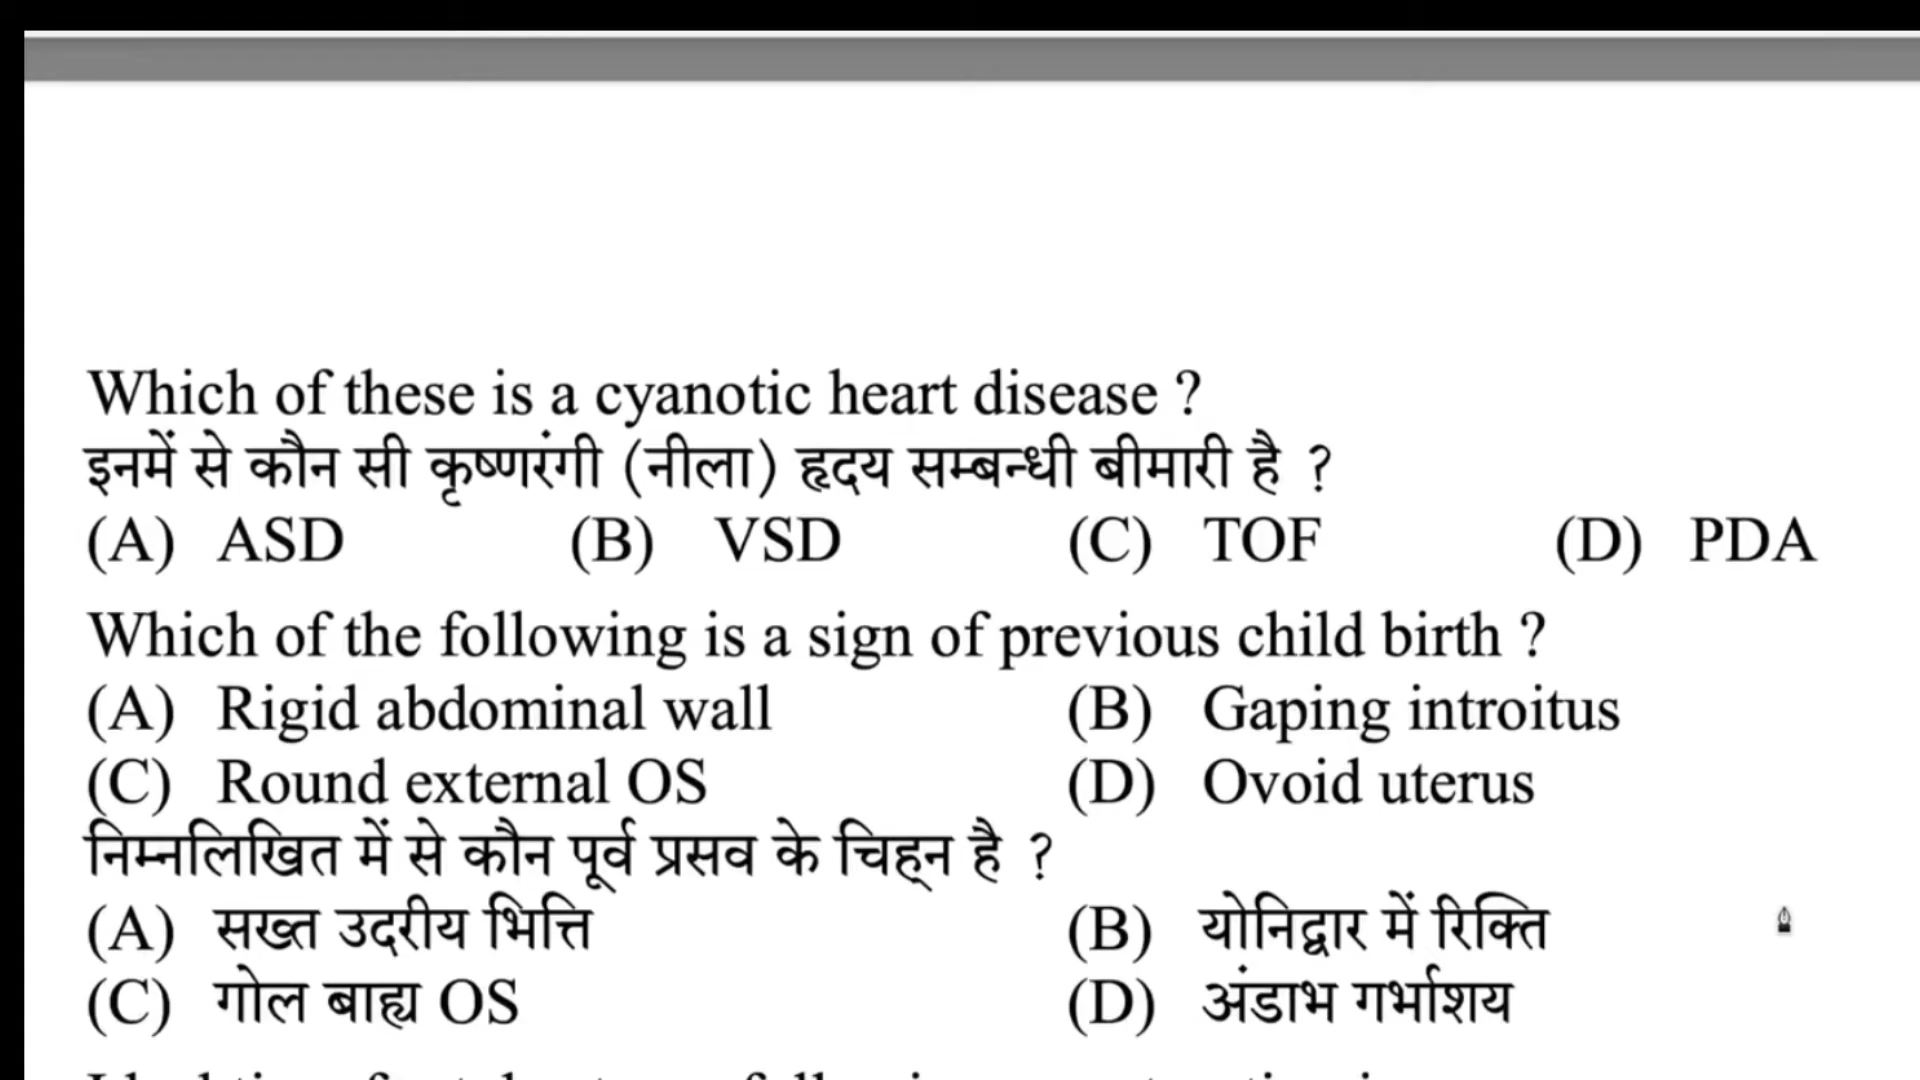 Which of these is a cyanotic heart disease ?
इनमें से कौन सी कृष्णरंगी (नीला) हृदय सम्बन्धी बीमारी है ?
(A) ASD (B) VSD (C) TOF (D) PDA
Which of the following is a sign of previous child birth ?
(A) Rigid abdominal wall (B) Gaping introitus
(C) Round external OS (D) Ovoid uterus
निम्नलिखित में से कौन पूर्व प्रसव के चिह्न है ?
(A) सख्त उदरीय भित्ति (B) योनिद्वार में रिक्ति
(C) गोल बाह्य OS (D) अंडाभ गर्भाशय